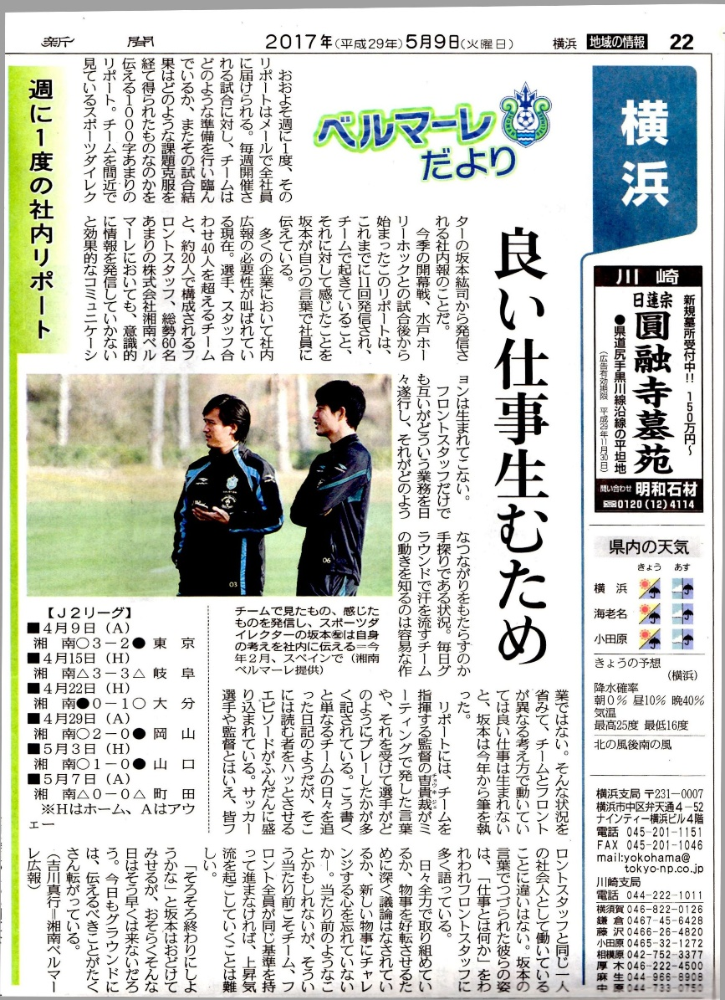 新聞
2017年(平成29年)5月9日(火曜日)
横浜 地域の情報 22
横浜
ベルマーレ
だより
良い仕事生むため
週に1度の社内リポート
おおよそ週に1度、その
リポートはメールで全社員
に届けられる。毎週開催さ
れる試合に対し、チームは
どのような準備を行い臨ん
でいるか、またその試合結
果はどのような課題克服を
経て得られたものなのかを
伝える1000字あまりの
リポート。チームを間近で
見ているスポーツダイレク
ターの坂本紘司から発信さ
れる社内報のことだ。
今季の開幕戦、水戸ホー
リーホックとの試合後から
始まったこのリポートは、
これまでに11回発信され、
チームで起きていること、
それに対して感じたことを
坂本が自らの言葉で社員に
伝えている。
多くの企業において社内
広報の必要性が叫ばれてい
る現在。選手、スタッフ合
わせ40人を超えるチーム
と、約20人で構成されるフ
ロントスタッフ、総勢60名
あまりの株式会社湘南ベル
マーレにおいても、意識的
に情報を発信していかない
と効果的なコミュニケーシ
ョンは生まれてこない。
フロントスタッフだけで
も互いがどういう業務を日
々遂行し、それがどのよう
なつながりをもたらすのか
手探りである状況。毎日グ
ラウンドで汗を流すチーム
の動きを知るのは容易な作
業ではない。そんな状況を
省みて、チームとフロント
が異なる考え方で動いてい
ては良い仕事は生まれない
と、坂本は今年から筆を執
った。
リポートには、チームを
指揮する監督の曺貴裁がミ
チョウキジェ
ーティングで発した言葉
や、それを受けて選手がど
のようにプレーしたかが多
く記されている。こう書く
と単なるチームの日々を追
った日記のようだが、そこ
には読む者をハッとさせる
エピソードがふんだんに盛
り込まれている。サッカー
選手や監督とはいえ、皆フ
ロントスタッフと同じ一人
の社会人として働いている
ことに違いはない。坂本の
言葉でつづられた彼らの姿
は、「仕事とは何か」をわ
れわれフロントスタッフに
多く語っている。
日々全力で取り組めてい
るか、物事を好転させるた
めに深く議論はなされてい
るか、新しい物事にチャレ
ンジする心を忘れていない
か―。当たり前のようなこ
とかもしれないが、そうい
う当たり前こそチーム、フ
ロント全員が同じ基準を持
って進まなければ、上昇気
流を起こしていくことは難
しい。
「そろそろ終わりにしよ
うかな」と坂本はおどけて
みせるが、おそらくそんな
日はそう早くは来ないだろ
う。今日もグラウンドに
は、伝えるべきことがたく
さん転がっている。
(吉川真行=湘南ベルマー
レ広報)
03
06
チームで見たもの、感じた
ものを発信し、スポーツダ
イレクターの坂本㊧は自身
の考えを社内に伝える=今
年2月、スペインで(湘南
ベルマーレ提供)
【J2リーグ】
■4月9日(A)
湘南○3-2●東京
■4月15日(H)
湘南△3-3△岐阜
■4月22日(H)
湘南●0-1○大分
■4月29日(A)
湘南○2-0●岡山
■5月3日(H)
湘南○1-0●山口
■5月7日(A)
湘南△0-0△町田
※Hはホーム、Aはアウ
ェー
川崎
新規墓所受付中!! 150万円~
日蓮宗
圓融寺墓苑
●県道尻手黒川線沿線の平坦地
(広告有効期限 平成29年11月30日)
問い合わせ 明和石材
0120(12)4114
県内の天気
きょう あす
横浜
海老名
小田原
きょうの予想
(横浜)
降水確率
朝0% 昼10% 晩40%
気温
最高25度 最低16度
北の風後南の風
横浜支局 〒231-0007
横浜市中区弁天通4-52
ナインティー横浜ビル4階
電話 045-201-1151
FAX 045-201-1046
mail:yokohama@
tokyo-np.co.jp
川崎支局
電話 044-222-1011
横須賀 046-822-0126
鎌倉 0467-45-6428
藤沢 0466-26-4820
小田原 0465-32-1272
相模原 042-752-3377
厚木 046-222-4500
麻生 044-966-8908
中原 044-733-0750